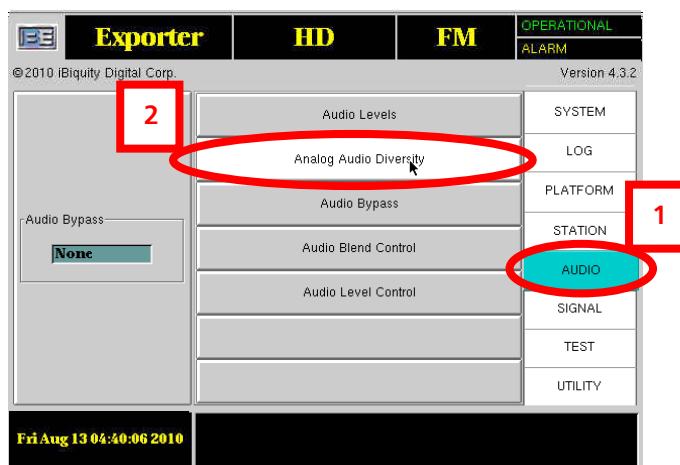 BE Exporter HD FM OPERATIONAL
ALARM
©2010 iBiquity Digital Corp. Version 4.3.2
2
Audio Levels
Analog Audio Diversity
Audio Bypass
Audio Blend Control
Audio Level Control
Audio Bypass
None
SYSTEM
LOG
PLATFORM
STATION
AUDIO
SIGNAL
TEST
UTILITY
1
Fri Aug 13 04:40:06 2010